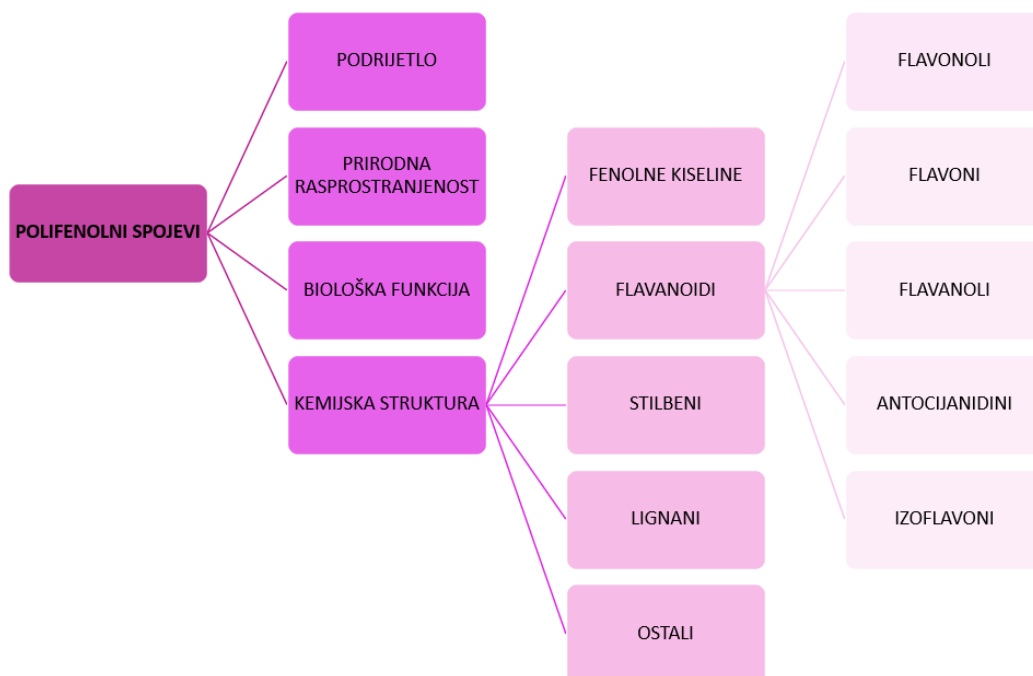 POLIFENOLNI SPOJEVI
PODRIJETLO
PRIRODNA
RASPROSTRANJENOST
BIOLOŠKA FUNKCIJA
KEMIJSKA STRUKTURA
FENOLNE KISELINE
FLAVANOIDI
STILBENI
LIGNANI
OSTALI
FLAVONOLI
FLAVONI
FLAVANOLI
ANTOCIJANIDINI
IZOFLAVONI